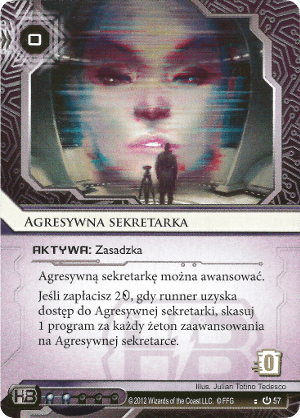 0
AGRESYWNA SEKRETARKA
AKTYWA: Zasadzka
Agresywną sekretarkę można awansować.
Jeśli zapłacisz 2, gdy runner uzyska
dostęp do Agresywnej sekretarki, skasuj
1 program za każdy żeton zaawansowania
na Agresywnej sekretarce.
0
Illus. Julian Totino Tedesco
HB
© 2012 Wizards of the Coast LLC. © FFG
57